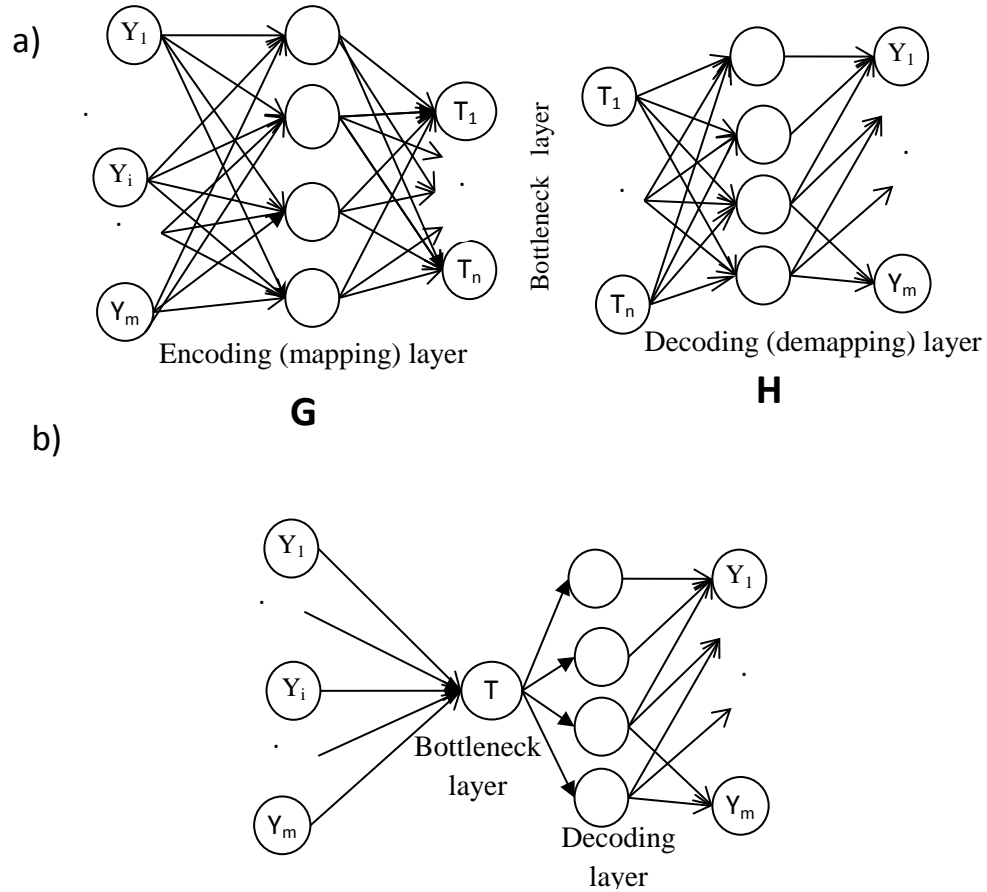 a)
Y1
Yi
Ym
T1
Tn
Encoding (mapping) layer
G
Bottleneck layer
T1
Tn
Y1
Ym
Decoding (demapping) layer
H
b)
Y1
Yi
Ym
T
Bottleneck
layer
Y1
Ym
Decoding
layer